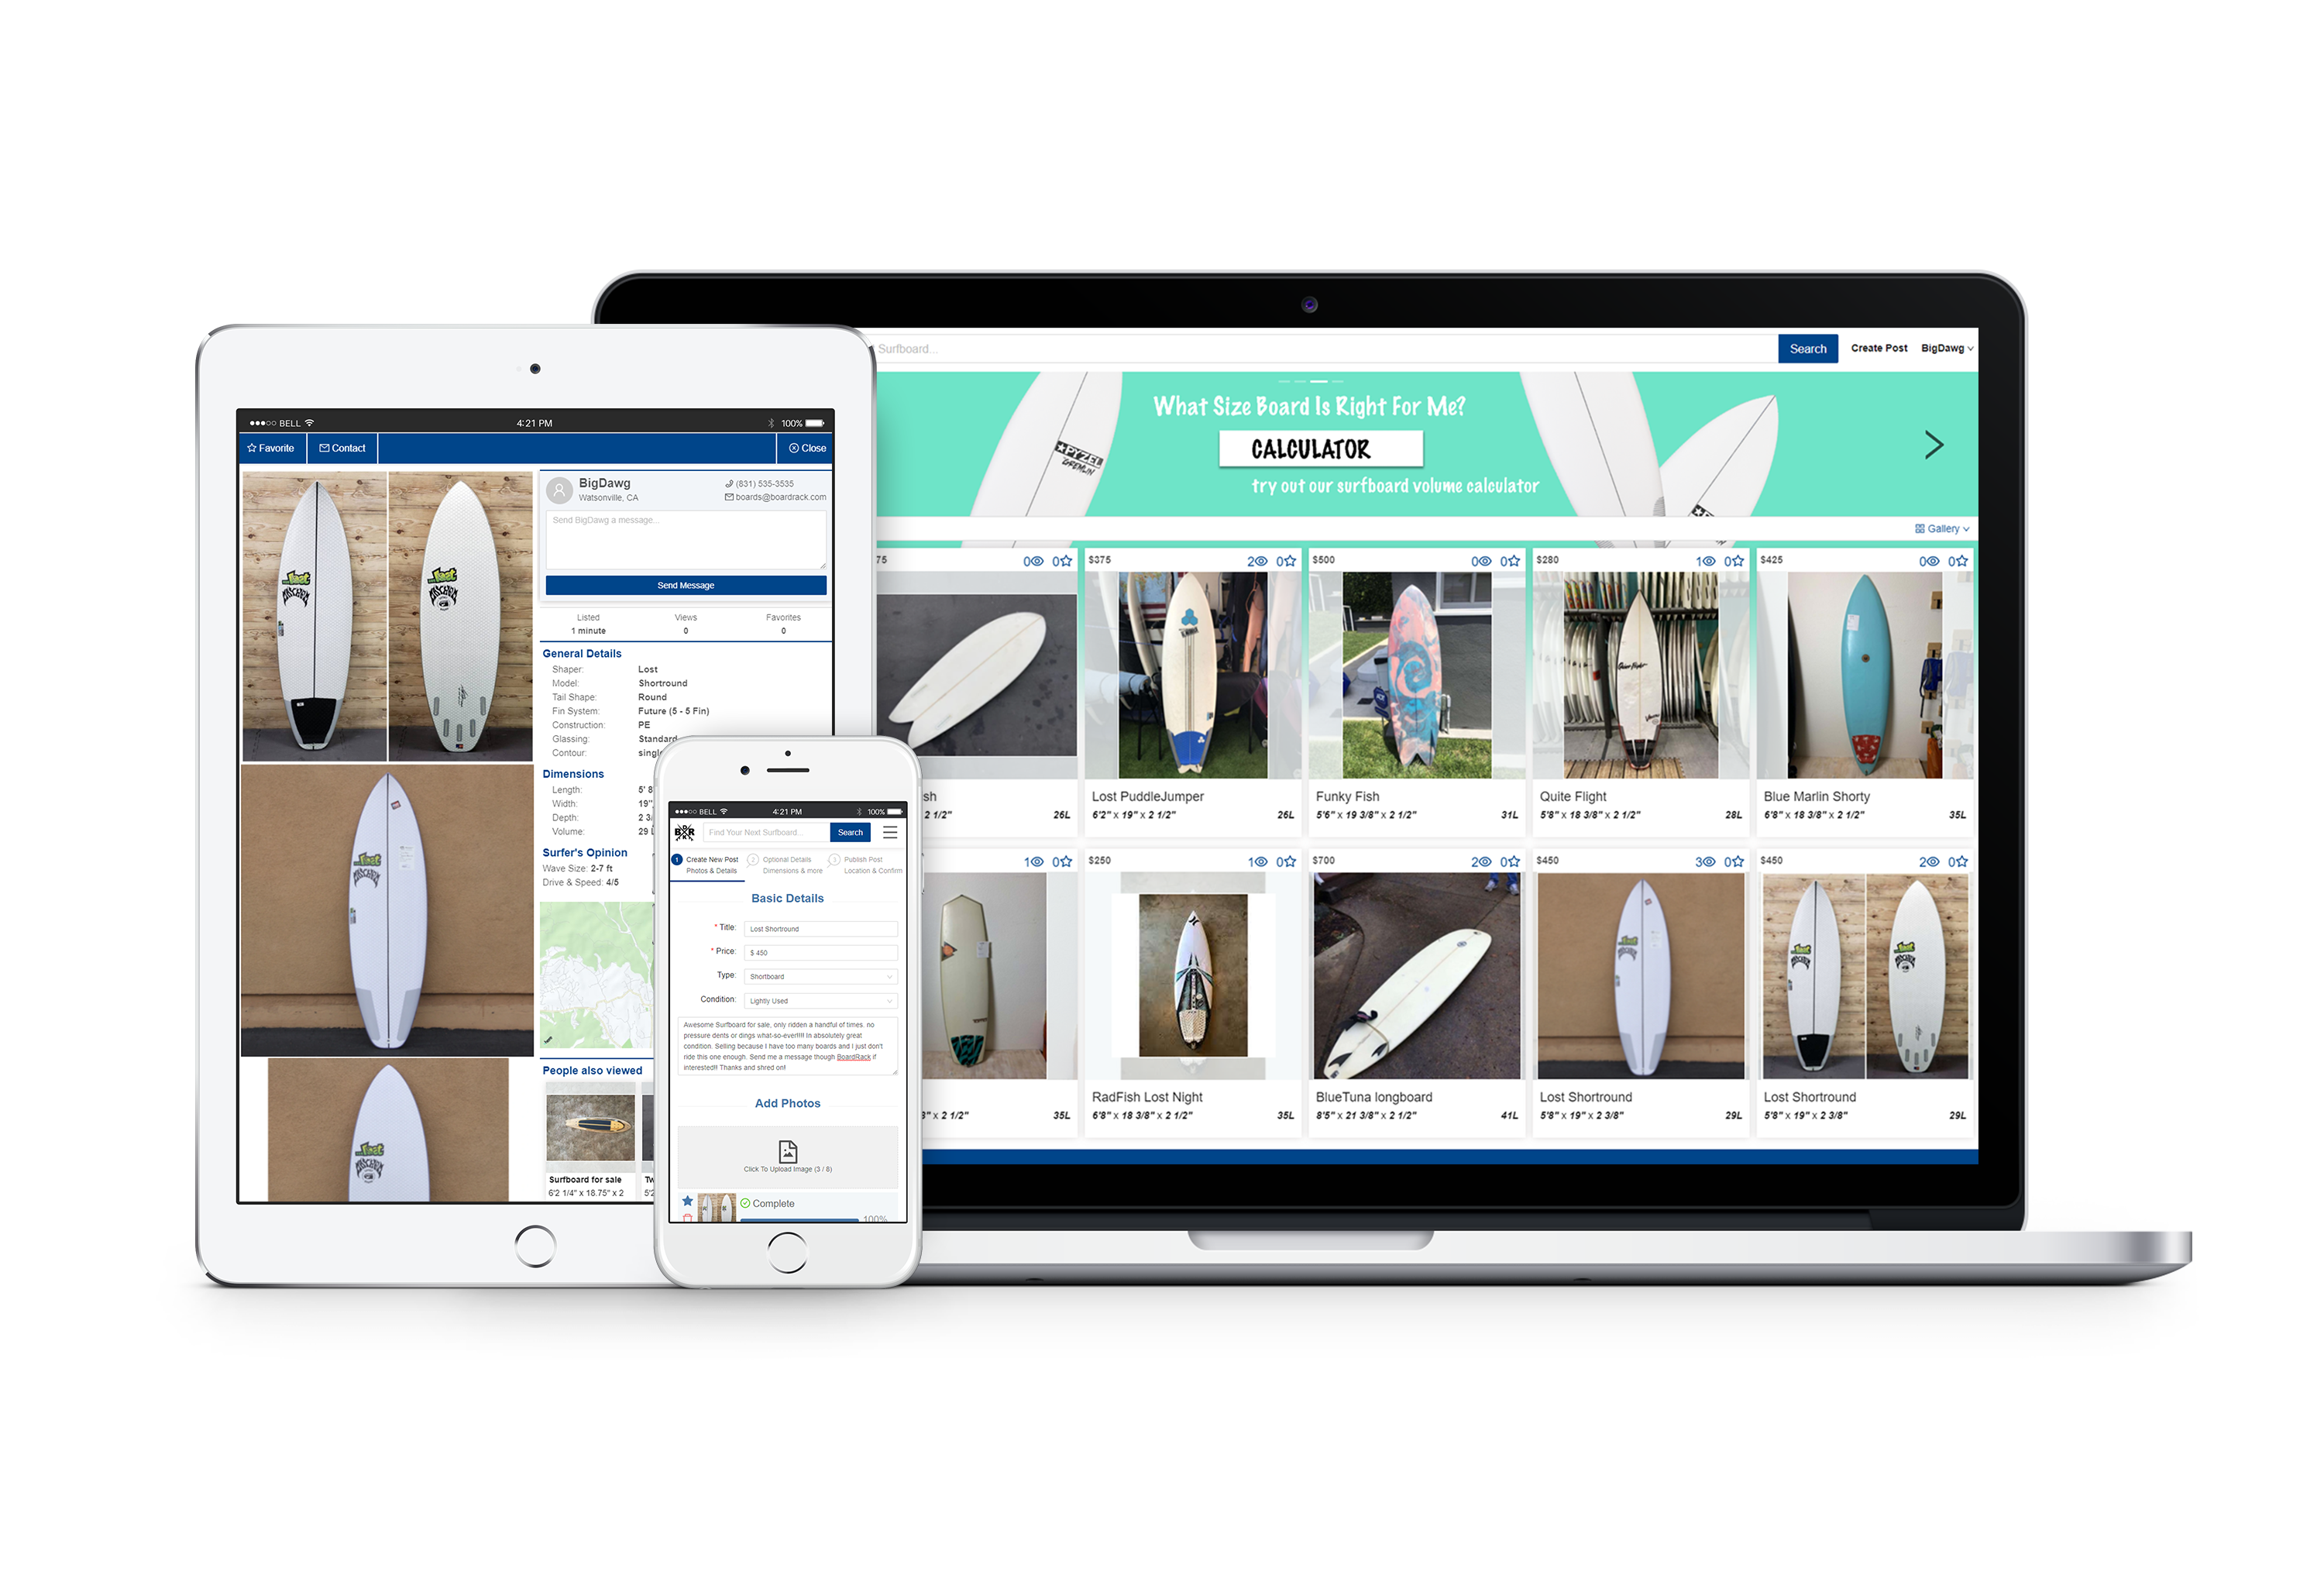 Surfboard...
Search
Create Post
BigDawg
What Size Board Is Right For Me?
CALCULATOR
try out our surfboard volume calculator
PYZEL
GREMLIN
Gallery
75
0
0
$375
2
0
$500
0
0
$280
1
0
$425
0
0
sh
2 1/2"
26L
Lost PuddleJumper
6'2" x 19" x 2 1/2"
26L
Funky Fish
5'6" x 19 3/8" x 2 1/2"
31L
Quite Flight
5'8" x 18 3/8" x 2 1/2"
28L
Blue Marlin Shorty
6'8" x 18 3/8" x 2 1/2"
35L
1
0
$250
1
0
$700
2
0
$450
3
0
$450
2
0
8" x 2 1/2"
35L
RadFish Lost Night
6'8" x 18 3/8" x 2 1/2"
35L
BlueTuna longboard
8'5" x 21 3/8" x 2 1/2"
41L
Lost Shortround
5'8" x 19" x 2 3/8"
29L
Lost Shortround
5'8" x 19" x 2 3/8"
29L
BELL
4:21 PM
100%
Favorite
Contact
Close
Lost
MAYHEM
BigDawg
Watsonville, CA
(831) 535-3535
boards@boardrack.com
Send BigDawg a message...
Send Message
Listed
1 minute
Views
0
Favorites
0
General Details
Shaper: Lost
Model: Shortround
Tail Shape: Round
Fin System: Future (5 - 5 Fin)
Construction: PE
Glassing: Standard
Contour: single
Dimensions
Length: 5' 8"
Width: 19"
Depth: 2 3/
Volume: 29 L
Surfer's Opinion
Wave Size: 2-7 ft
Drive & Speed: 4/5
People also viewed
Surfboard for sale
6'2 1/4" x 18.75" x 2
Tw
5'2
BELL
4:21 PM
100%
BDRK
Find Your Next Surfboard...
Search
1 Create New Post
Photos & Details
2 Optional Details
Dimensions & more
3 Publish Post
Location & Confirm
Basic Details
* Title: Lost Shortround
* Price: $ 450
Type: Shortboard
Condition: Lightly Used
Awesome Surfboard for sale, only ridden a handful of times. no
pressure dents or dings what-so-ever!!!! In absolutely great
condition. Selling because I have too many boards and I just don't
ride this one enough. Send me a message though BoardRack if
interested!! Thanks and shred on!
Add Photos
Click To Upload Image (3 / 8)
Complete
100%